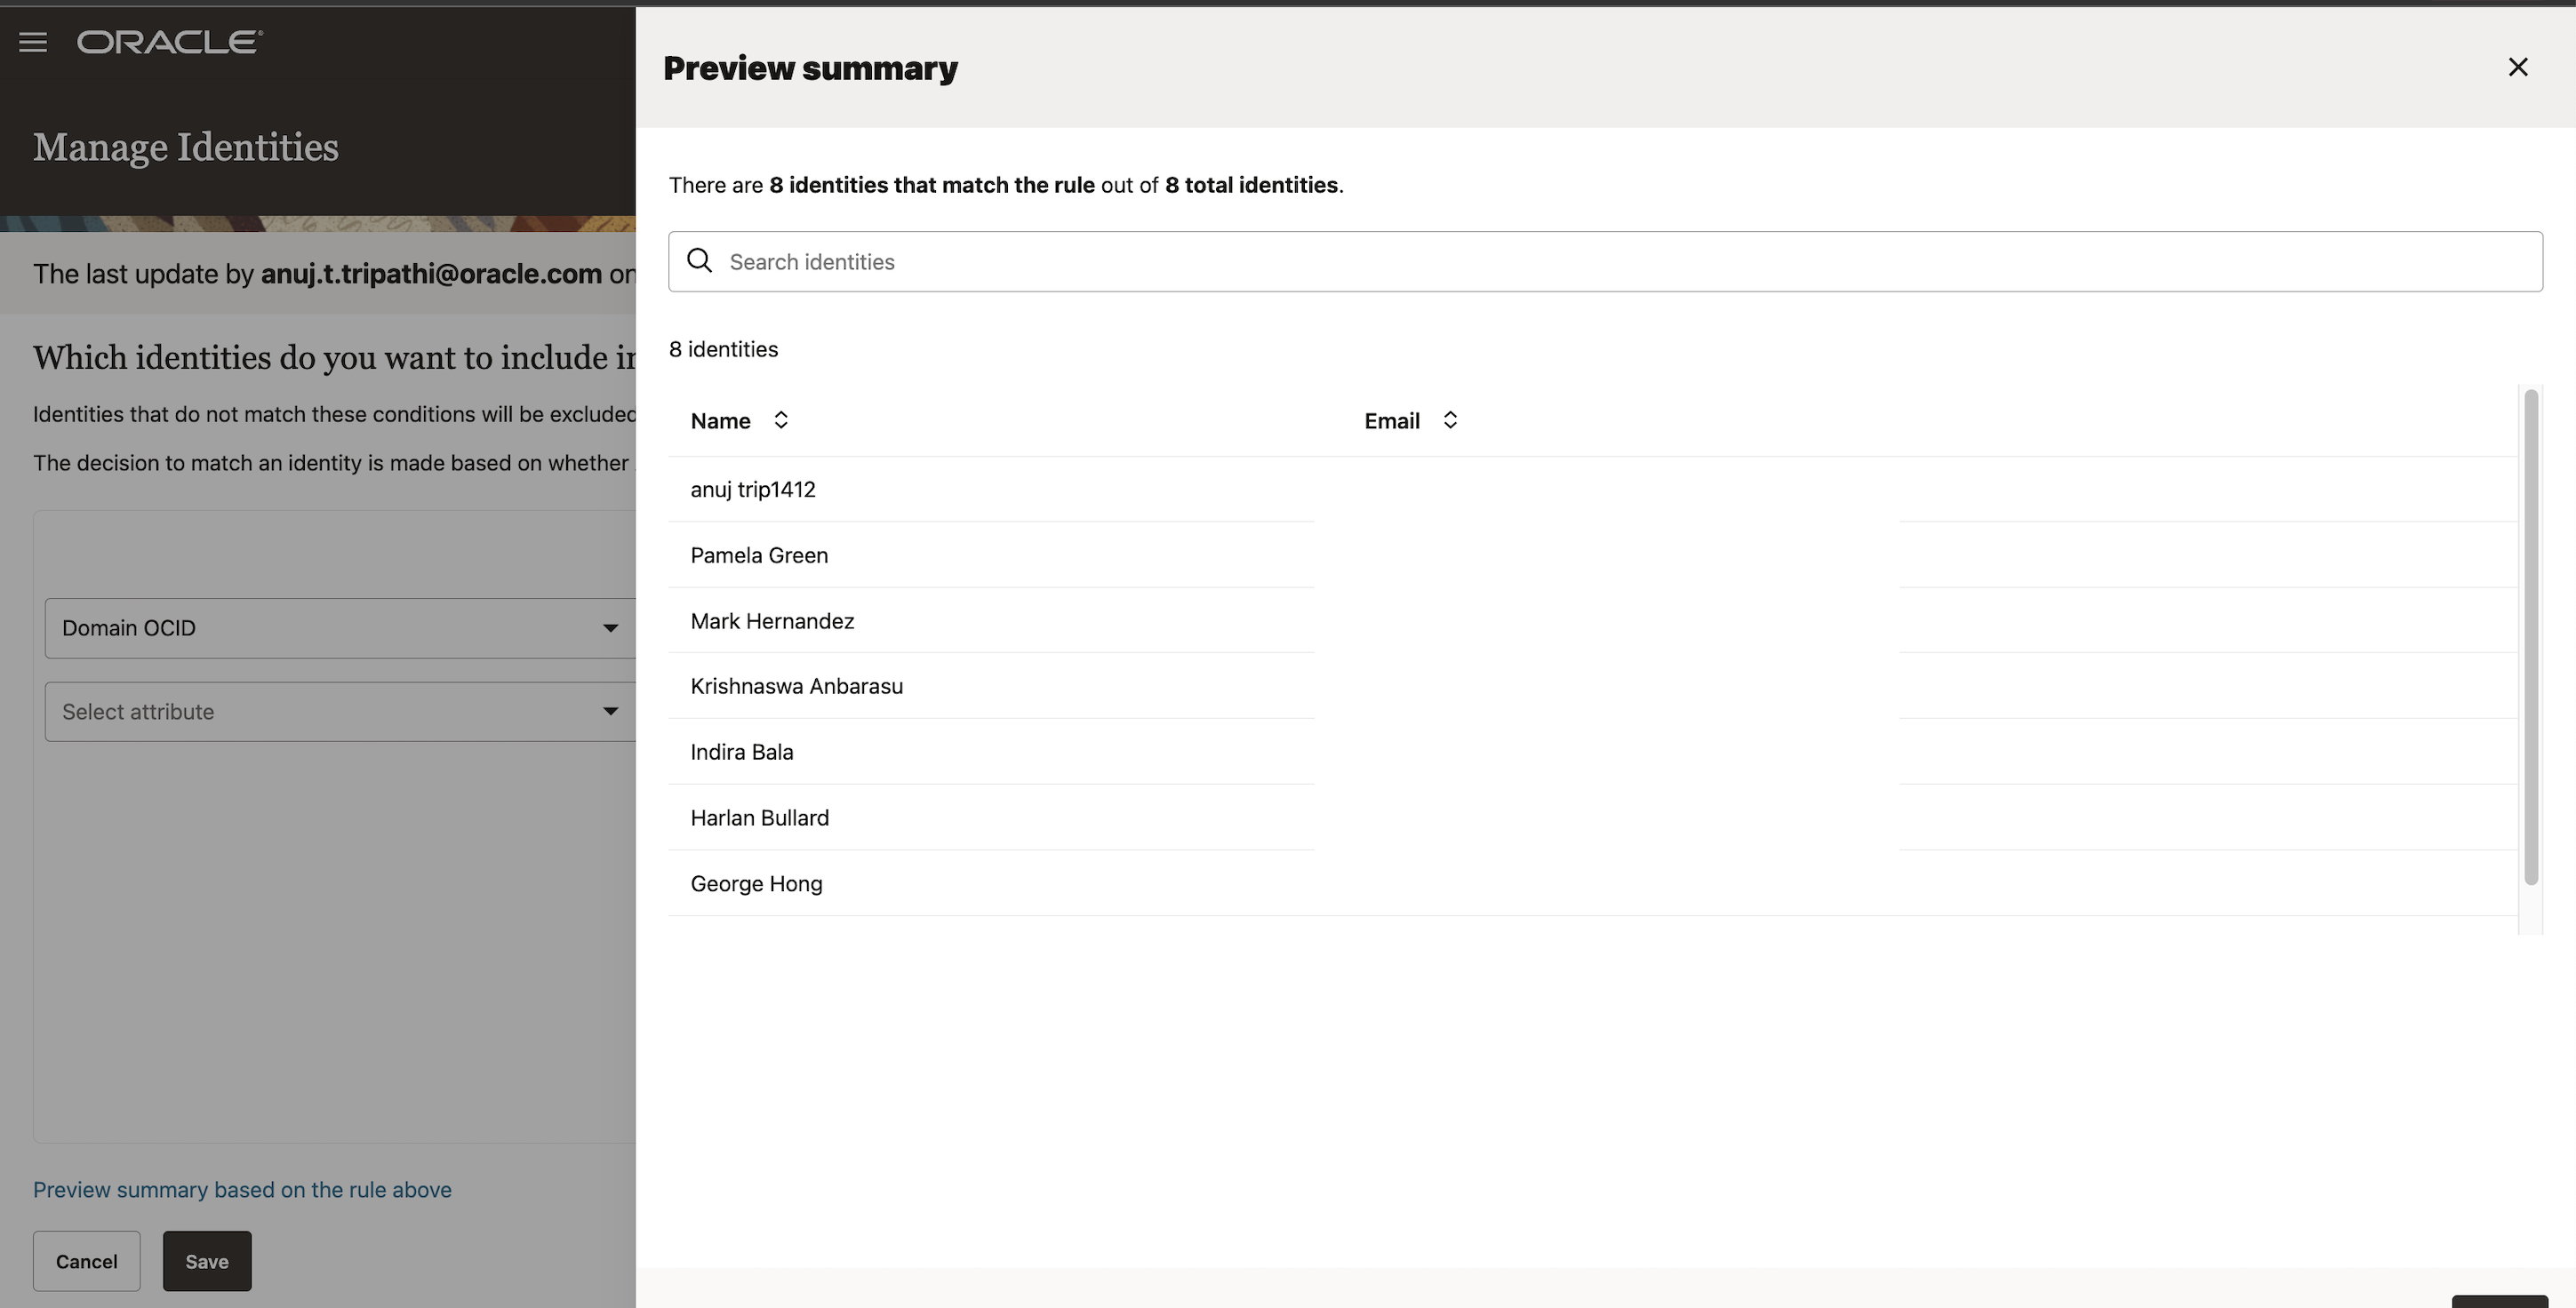 ORACLE
Manage Identities
The last update by anuj.t.tripathi@oracle.com on
Which identities do you want to include in
Identities that do not match these conditions will be excluded
The decision to match an identity is made based on whether
Domain OCID
Select attribute
Preview summary based on the rule above
Cancel
Save
Preview summary
There are 8 identities that match the rule out of 8 total identities.
Search identities
8 identities
Name Email
anuj trip1412
Pamela Green
Mark Hernandez
Krishnaswa Anbarasu
Indira Bala
Harlan Bullard
George Hong